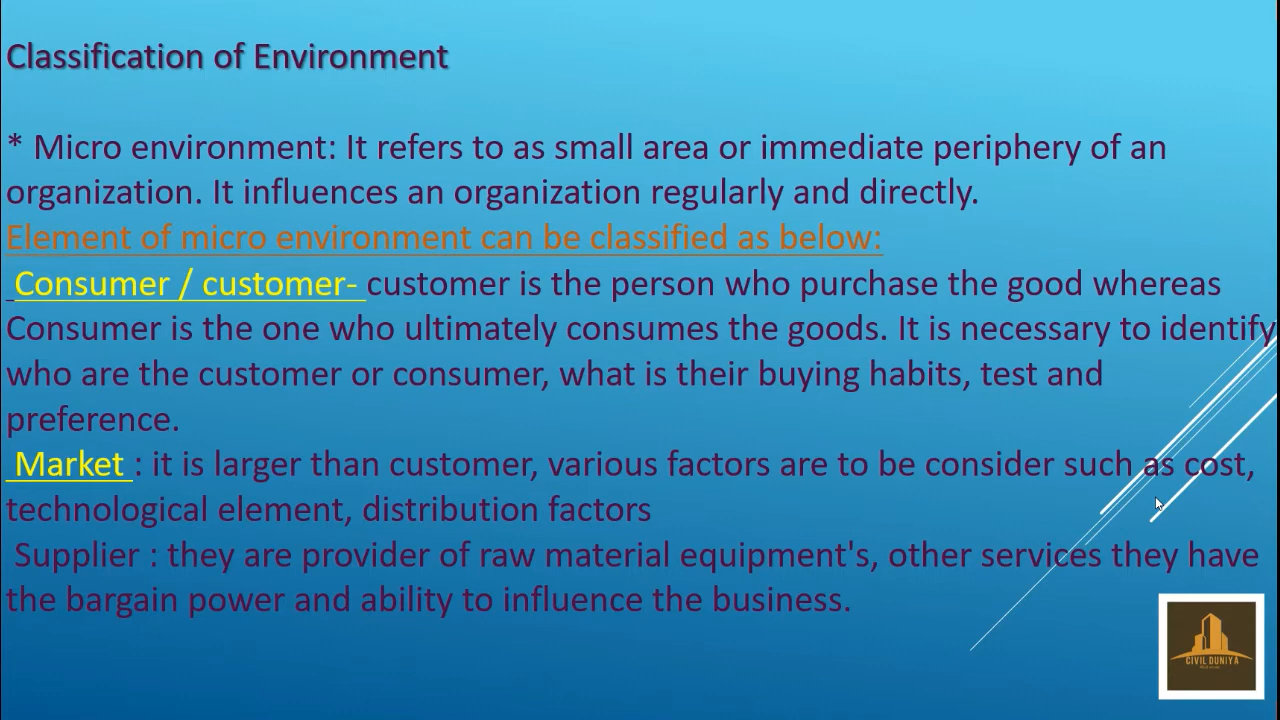 Classification of Environment
* Micro environment: It refers to as small area or immediate periphery of an
organization. It influences an organization regularly and directly.
Element of micro environment can be classified as below:
Consumer / customer- customer is the person who purchase the good whereas
Consumer is the one who ultimately consumes the goods. It is necessary to identify
who are the customer or consumer, what is their buying habits, test and
preference.
Market : it is larger than customer, various factors are to be consider such as cost,
technological element, distribution factors
Supplier : they are provider of raw material equipment's, other services they have
the bargain power and ability to influence the business.
CIVIL DUNIYA